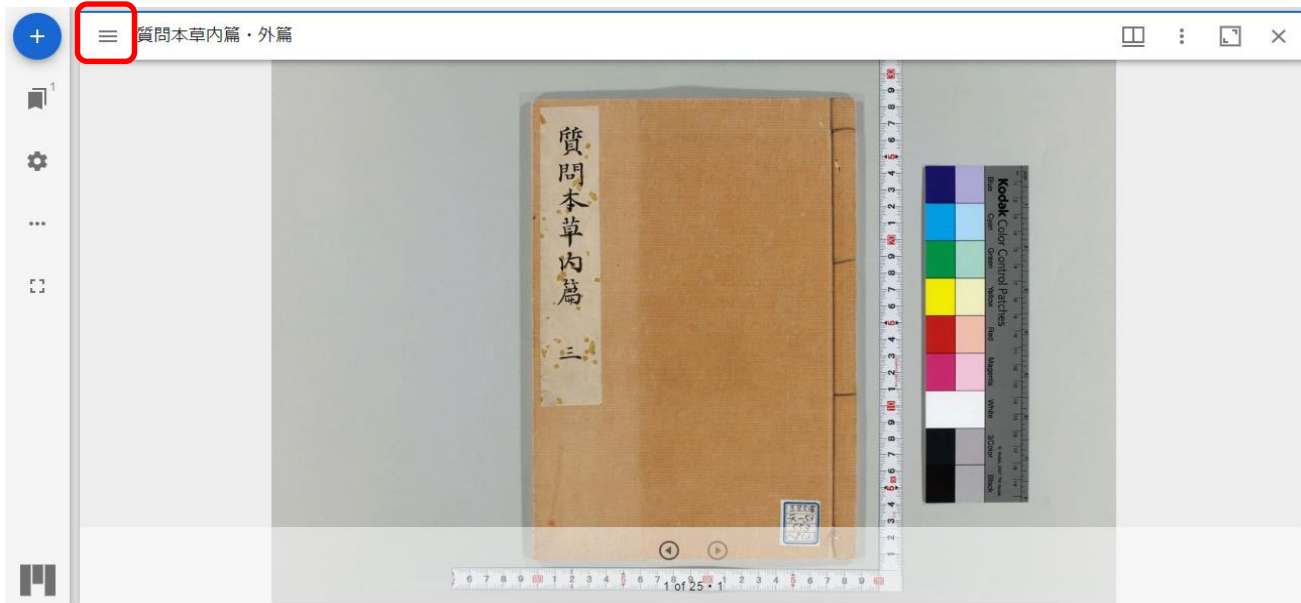 質問本草内篇・外篇
1
質問本草内篇 三
Kodak Color Control Patches
Blue
Cyan
Green
Yellow
Red
Magenta
White
3/Color
Black
1 of 25 • 1